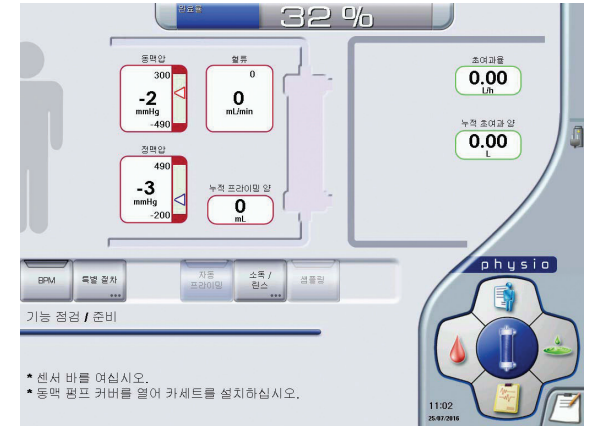 완료율
32 %
동맥압
300
-2
mmHg
-490
혈류
0
0
mL/min
정맥압
490
-3
mmHg
-200
누적 프라이밍 양
0
mL
초여과율
0.00
L/h
누적 초여과 양
0.00
L
BPM
특별 절차
자동
프라이밍
소독 /
린스
샘플링
physio
기능 점검 / 준비
* 센서 바를 여십시오.
* 동맥 펌프 커버를 열어 카세트를 설치하십시오.
11:02
25/07/2016